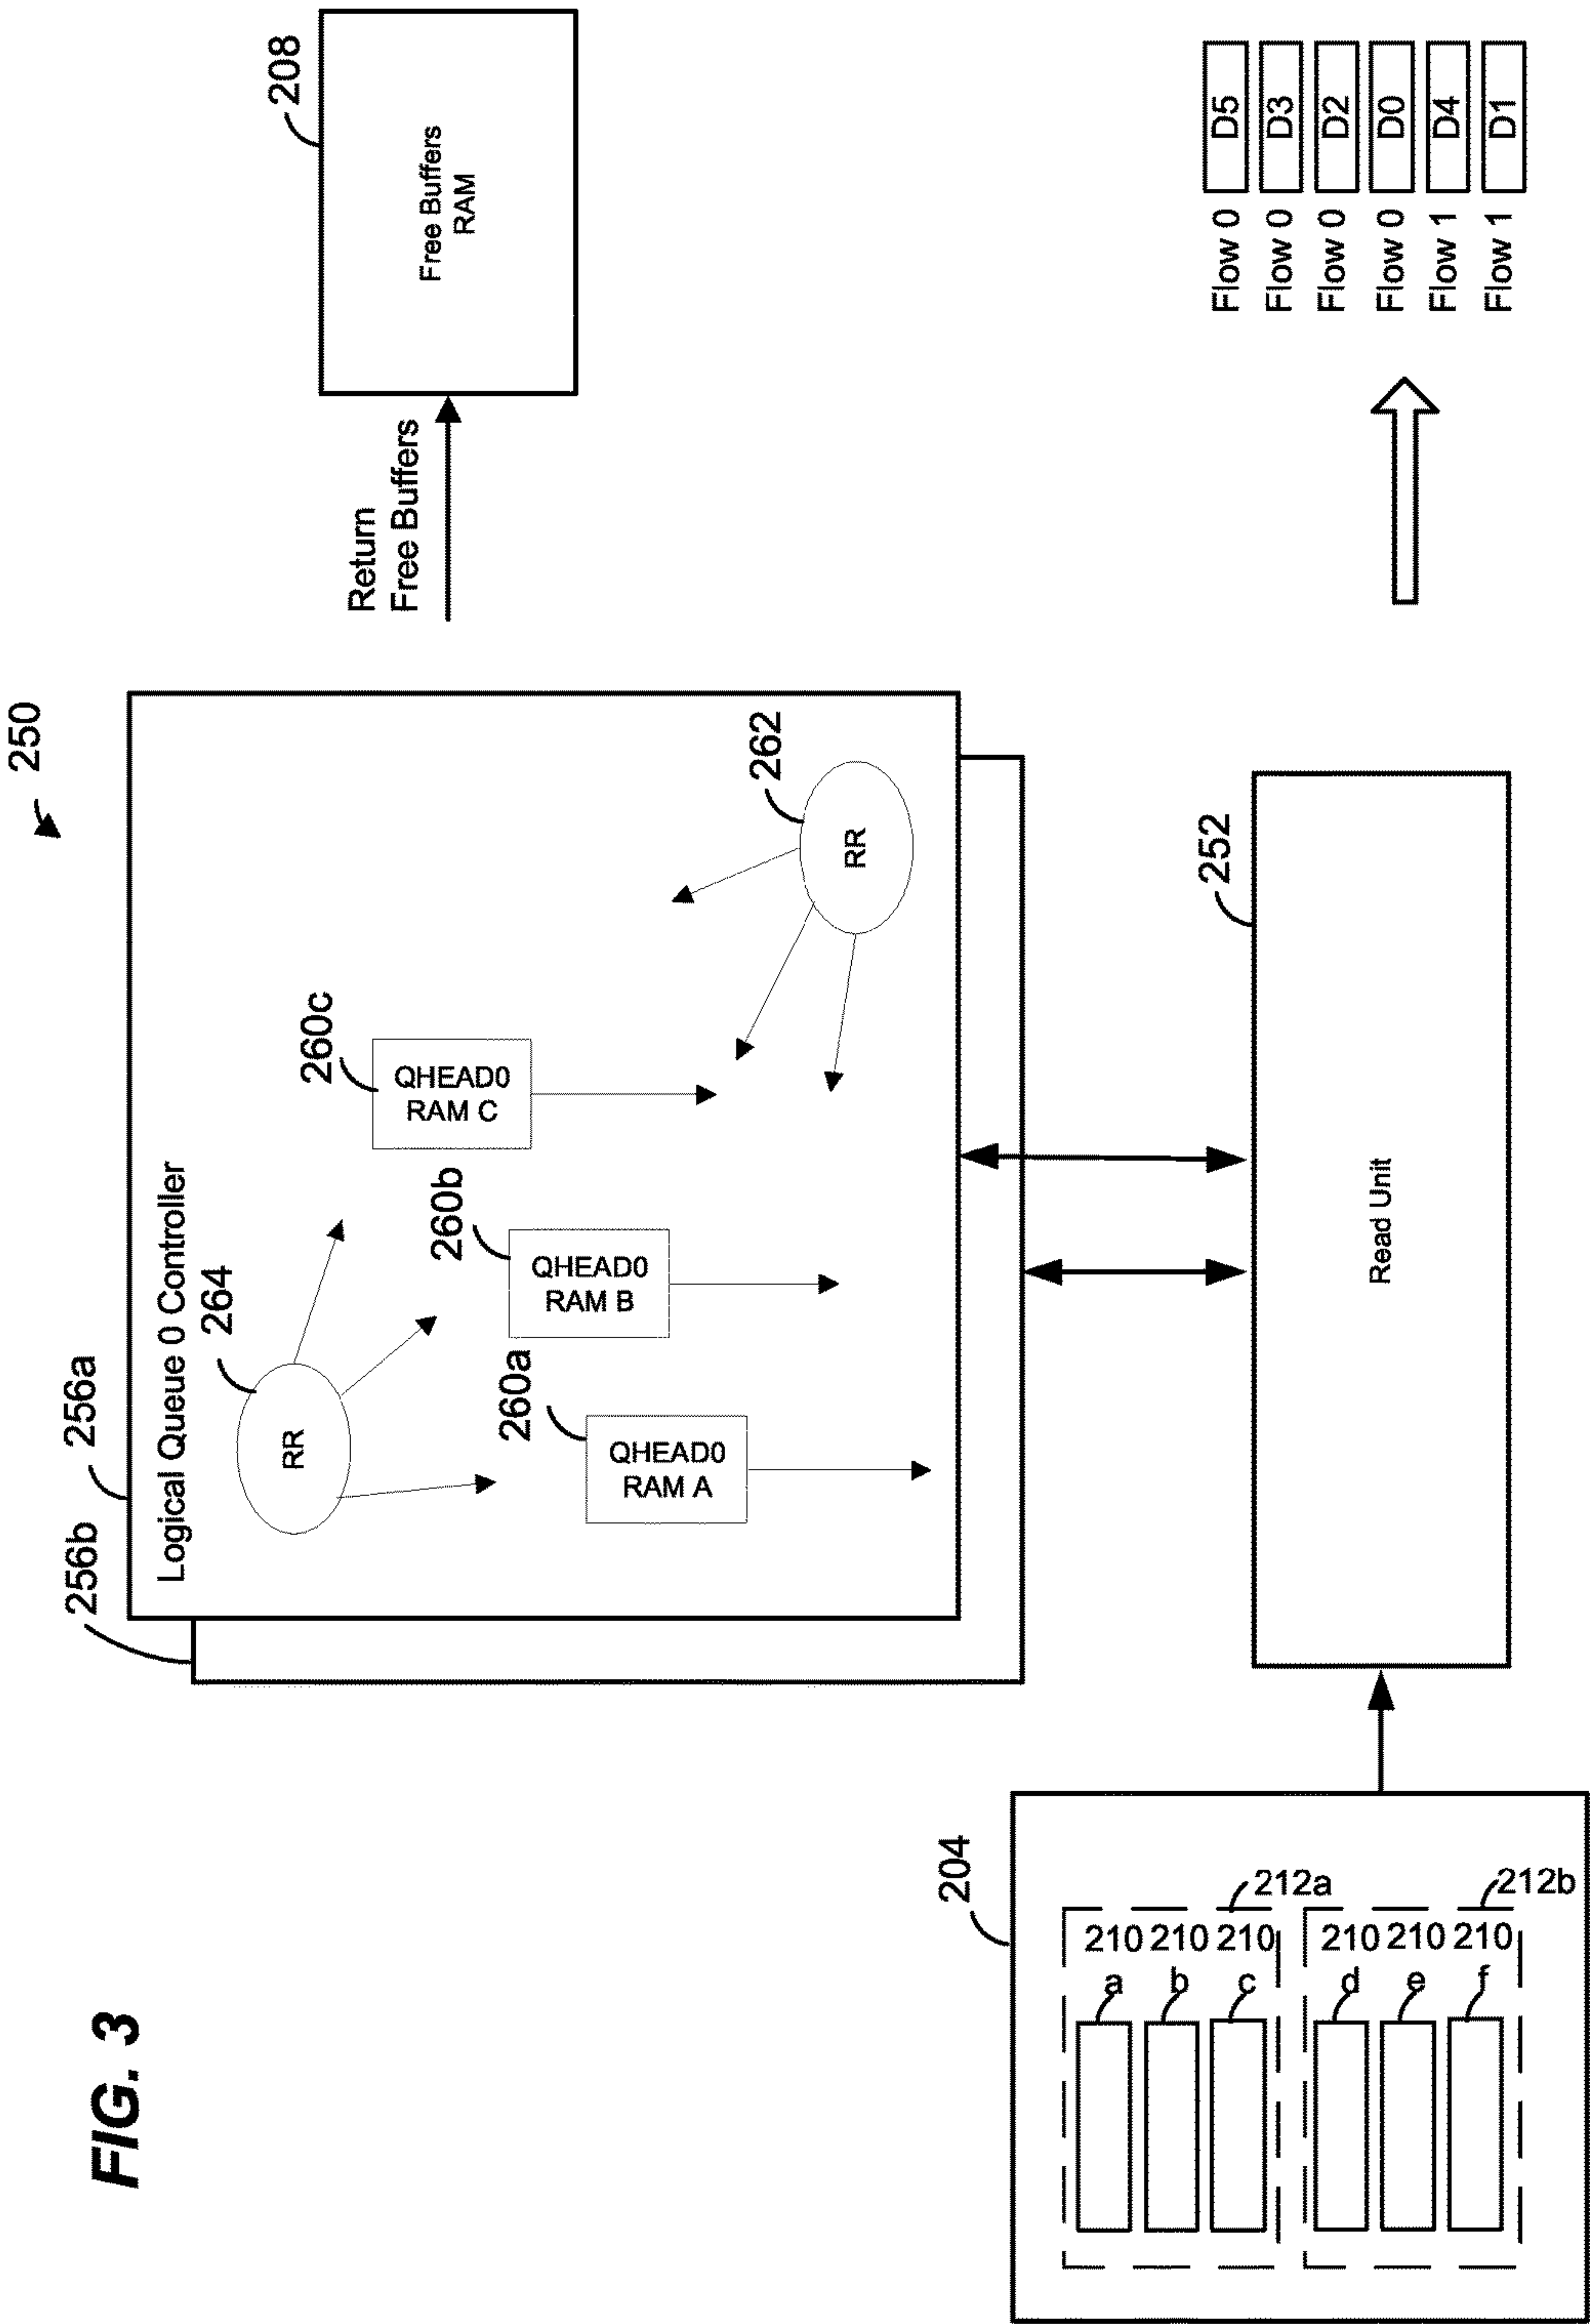 FIG. 3
250
256b
256a
Logical Queue 0 Controller
264
RR
260a
QHEAD0
RAM A
260b
QHEAD0
RAM B
260c
QHEAD0
RAM C
262
RR
Return
Free Buffers
208
Free Buffers
RAM
204
210 210 210
212a
a
b
c
210 210 210
212b
d
e
f
252
Read Unit
Flow 0 D5
Flow 0 D3
Flow 0 D2
Flow 0 D0
Flow 1 D4
Flow 1 D1